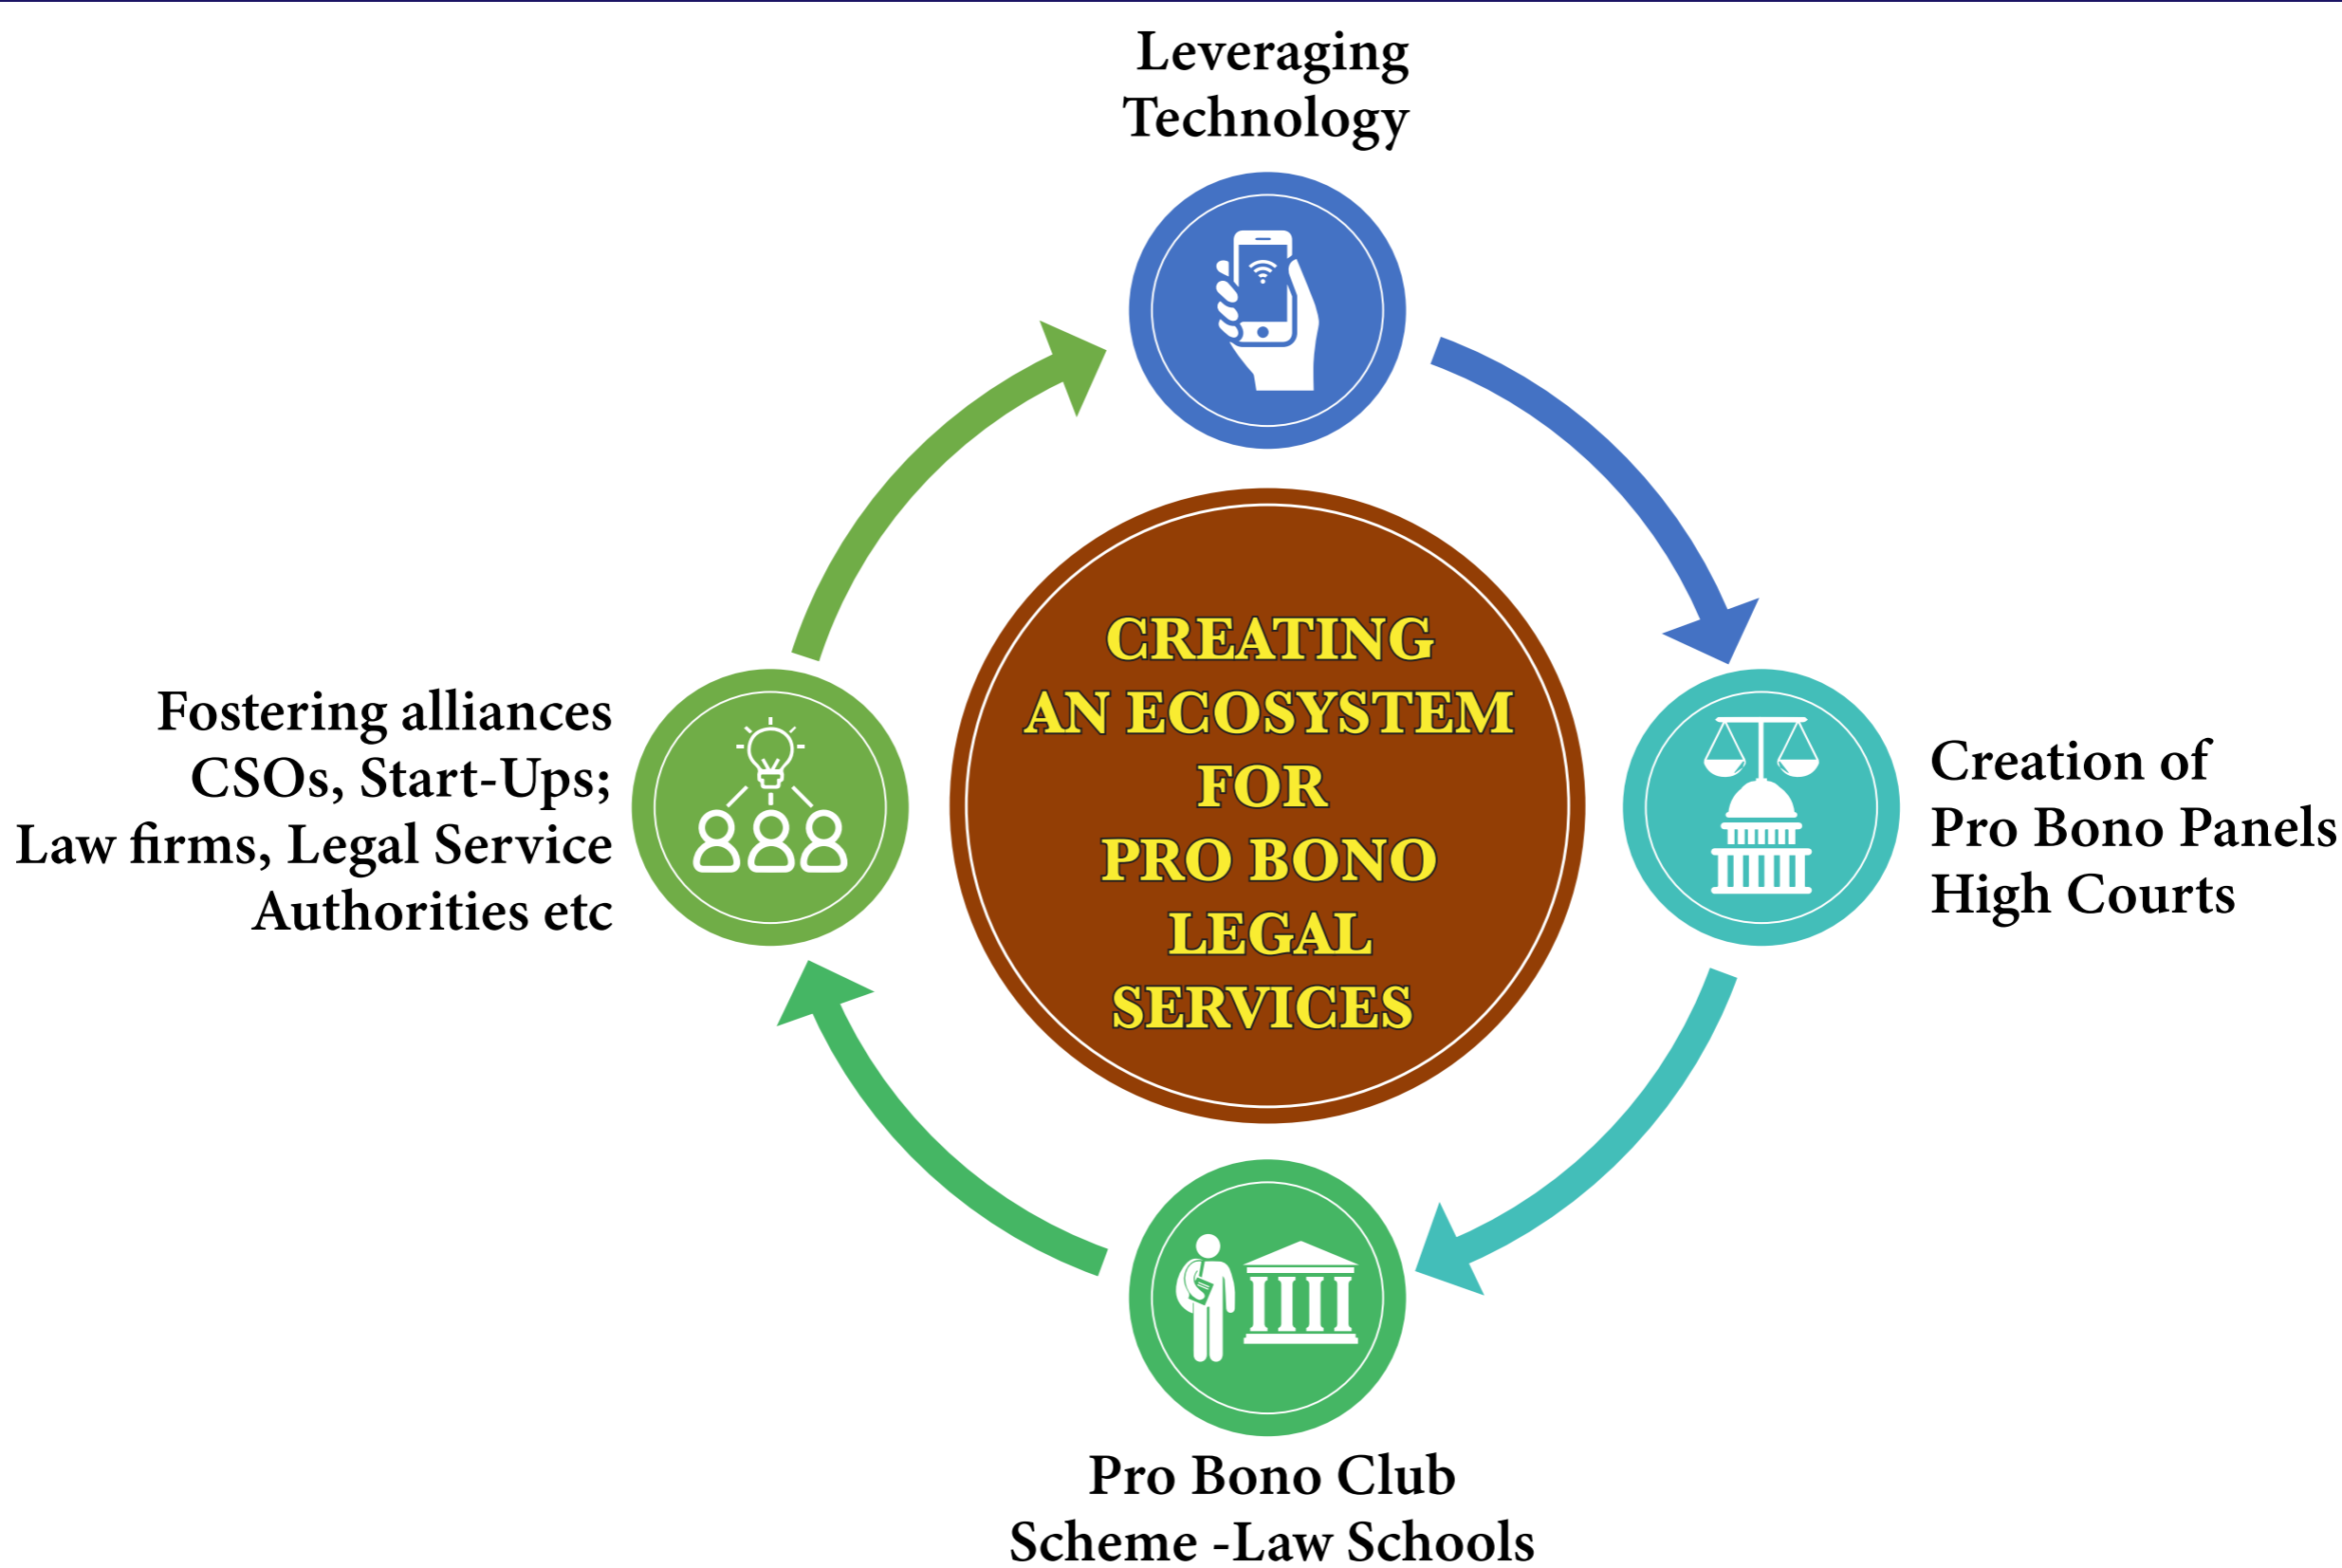 Leveraging
Technology
CREATING
AN ECOSYSTEM
FOR
PRO BONO
LEGAL
SERVICES
Fostering alliances
CSOs, Start-Ups;
Law firms, Legal Service
Authorities etc
Creation of
Pro Bono Panels
High Courts
Pro Bono Club
Scheme -Law Schools